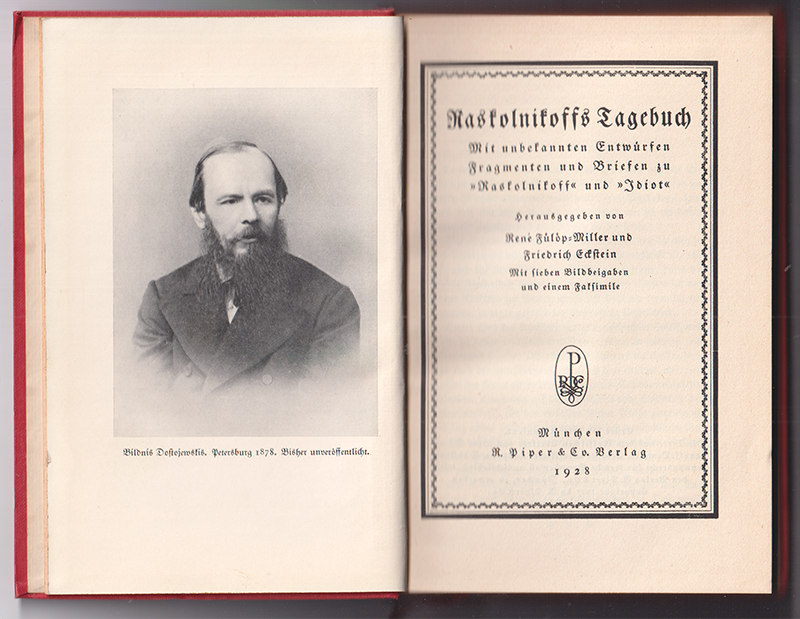 Bildnis Dostojewskis. Petersburg 1878. Bisher unveröffentlicht.
Raskolnikoffs Tagebuch
Mit unbekannten Entwürfen
Fragmenten und Briefen zu
»Raskolnikoff« und »Idiot«
Herausgegeben von
René Fülöp-Miller und
Friedrich Eckstein
Mit sieben Bildbeigaben
und einem Faksimile
P
R P C
München
R. Piper & Co. Verlag
1928